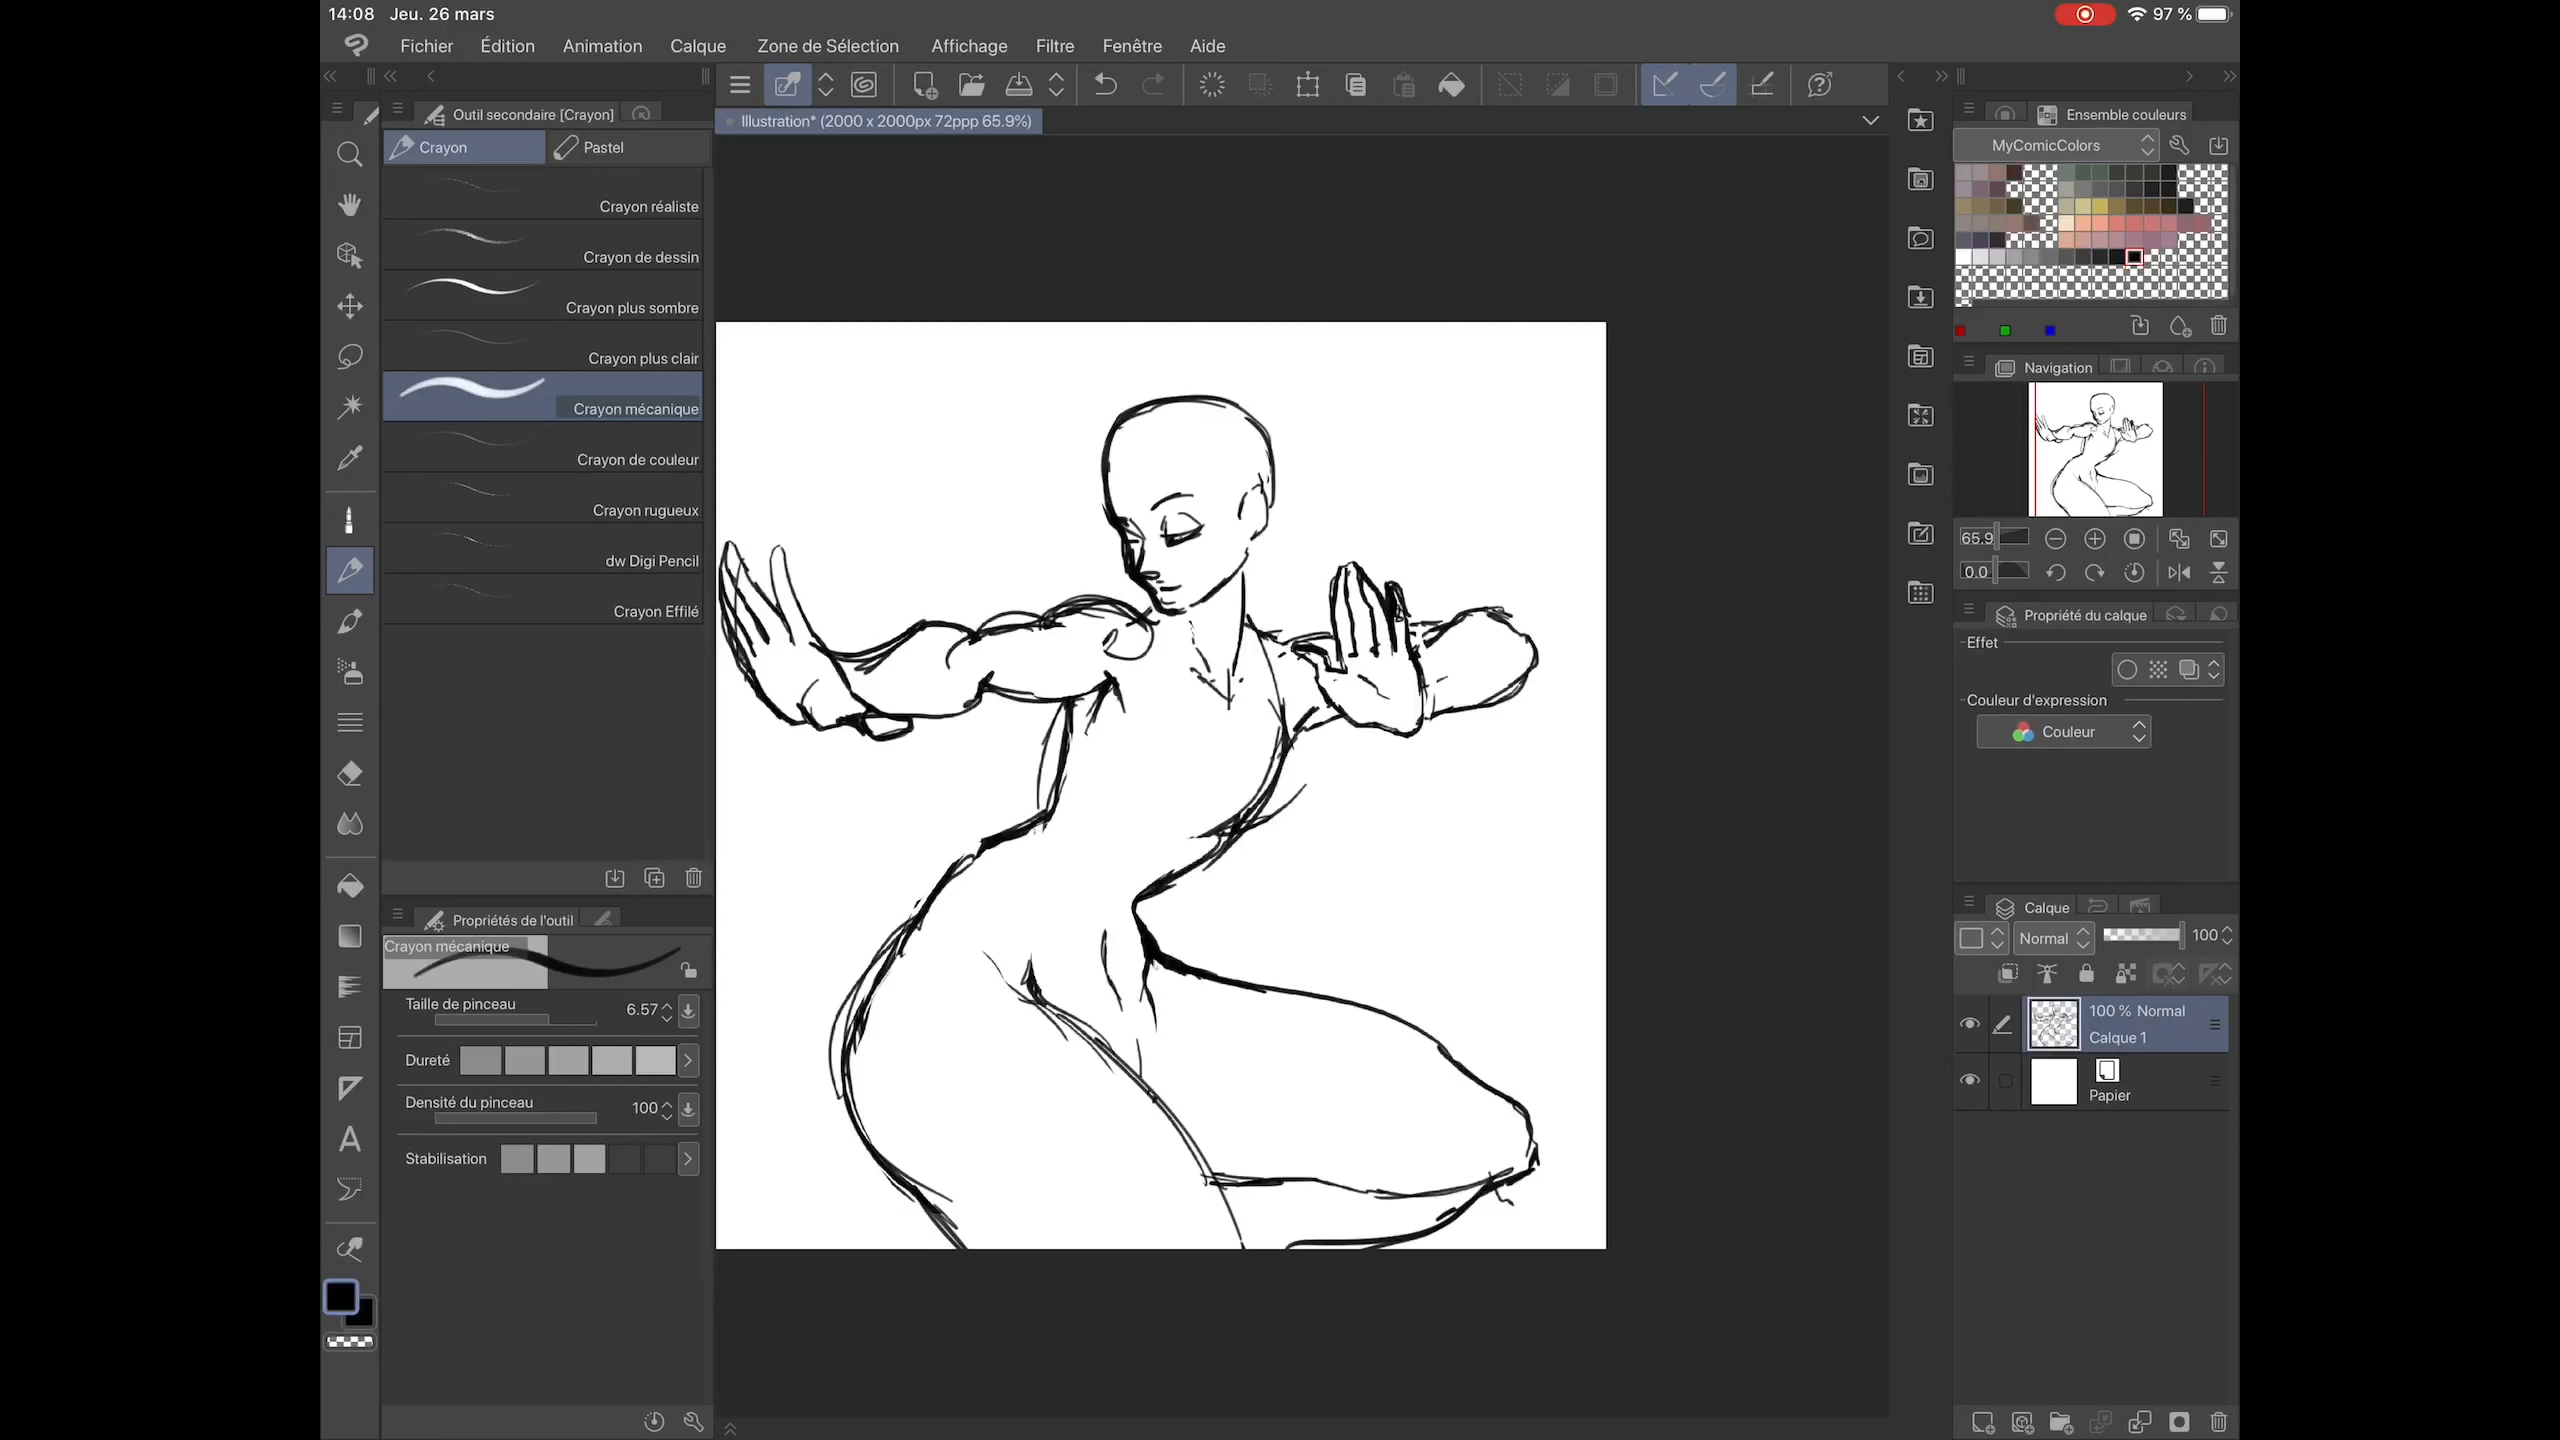 14:08 Jeu. 26 mars
97 %
Fichier Édition Animation Calque Zone de Sélection Affichage Filtre Fenêtre Aide
Outil secondaire [Crayon]
Crayon
Pastel
Illustration* (2000 x 2000px 72ppp 65.9%)
Crayon réaliste
Crayon de dessin
Crayon plus sombre
Crayon plus clair
Crayon mécanique
Crayon de couleur
Crayon rugueux
dw Digi Pencil
Crayon Effilé
Propriétés de l'outil
Crayon mécanique
Taille de pinceau 6.57
Dureté
Densité du pinceau 100
Stabilisation
Ensemble couleurs
MyComicColors
Navigation
65.9
0.0
Propriété du calque
Effet
Couleur d'expression
Couleur
Calque
Normal 100
100 % Normal
Calque 1
Papier